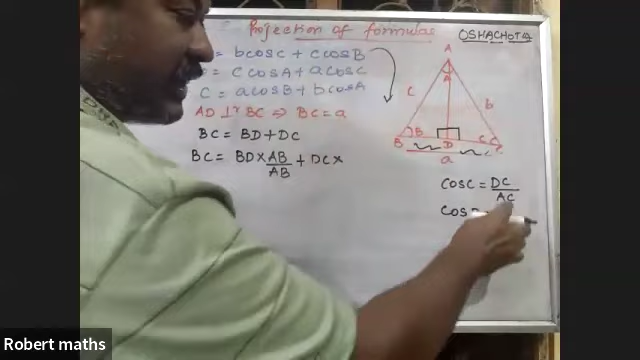 Projection of formulas
OSHACHOTA
= bcosC + ccosB
= ccosA + acosC
C = acosB + bcosA
AD ⊥r BC ⇒ BC = a
BC = BD + DC
BC = BD × AB/AB + DC ×
A
A
c
b
B
B
D
C
C
a
cosC = DC/AC
cos
Robert maths